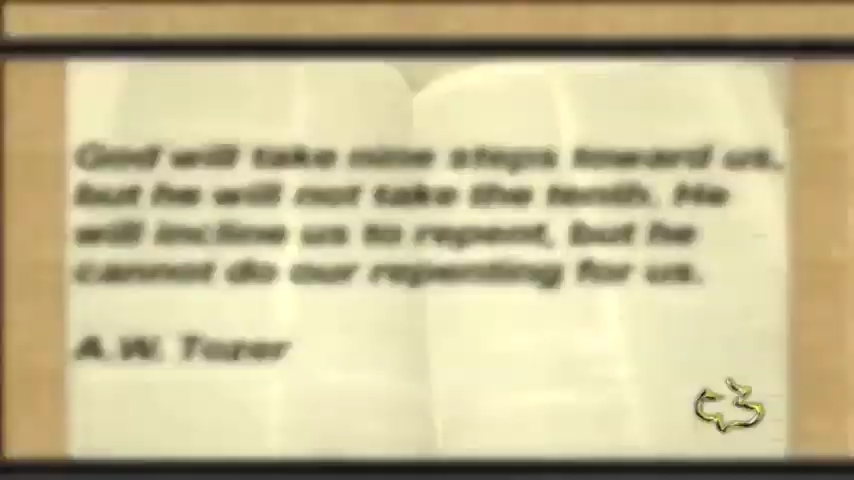 God will take nine steps toward us,
but he will not take the tenth. He
will incline us to repent, but he
cannot do our repenting for us.
A.W. Tozer